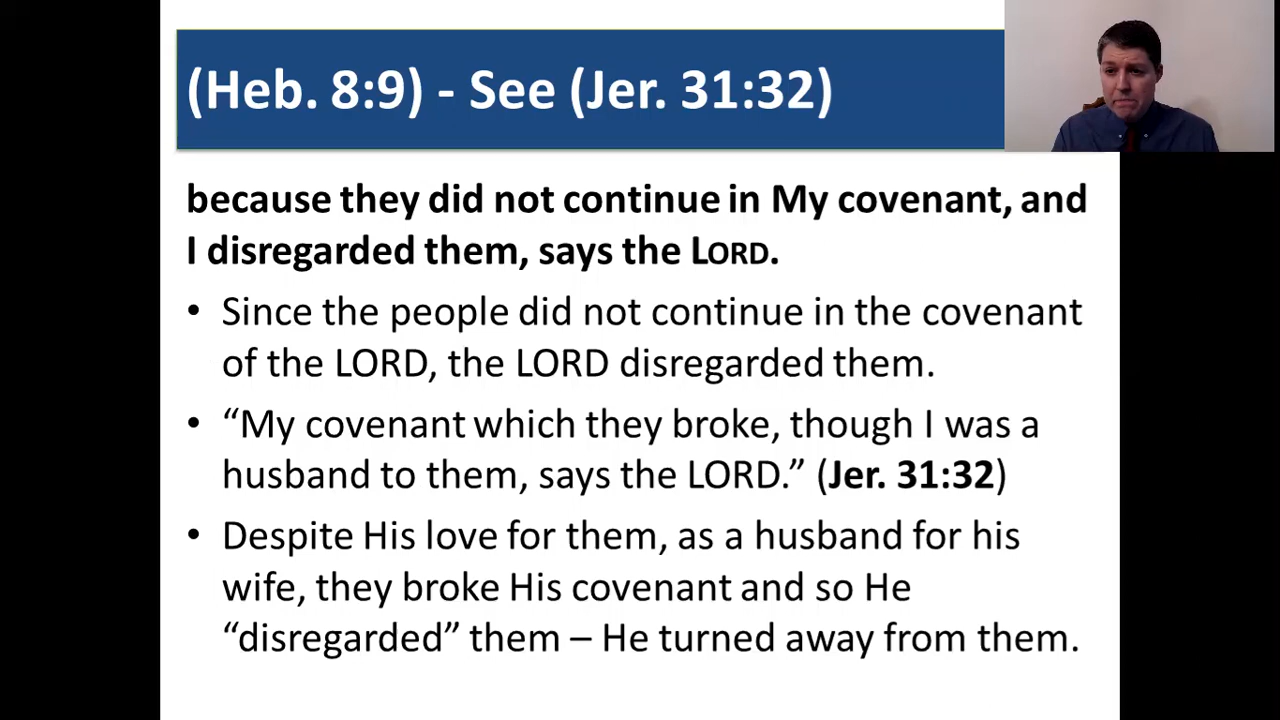 (Heb. 8:9) - See (Jer. 31:32)
because they did not continue in My covenant, and
I disregarded them, says the LORD.
• Since the people did not continue in the covenant
of the LORD, the LORD disregarded them.
• “My covenant which they broke, though I was a
husband to them, says the LORD.” (Jer. 31:32)
• Despite His love for them, as a husband for his
wife, they broke His covenant and so He
“disregarded” them – He turned away from them.